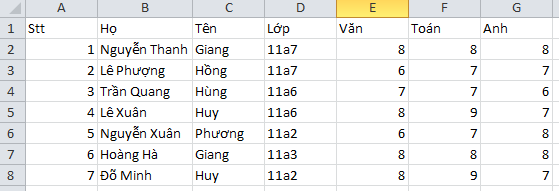 A B C D E F G
1 Stt Họ Tên Lớp Văn Toán Anh
2 1 Nguyễn Thanh Giang 11a7 8 8 8
3 2 Lê Phượng Hồng 11a7 6 7 7
4 3 Trần Quang Hùng 11a6 7 7 6
5 4 Lê Xuân Huy 11a6 8 9 7
6 5 Nguyễn Xuân Phương 11a2 6 7 8
7 6 Hoàng Hà Giang 11a3 8 8 8
8 7 Đỗ Minh Huy 11a2 8 9 7